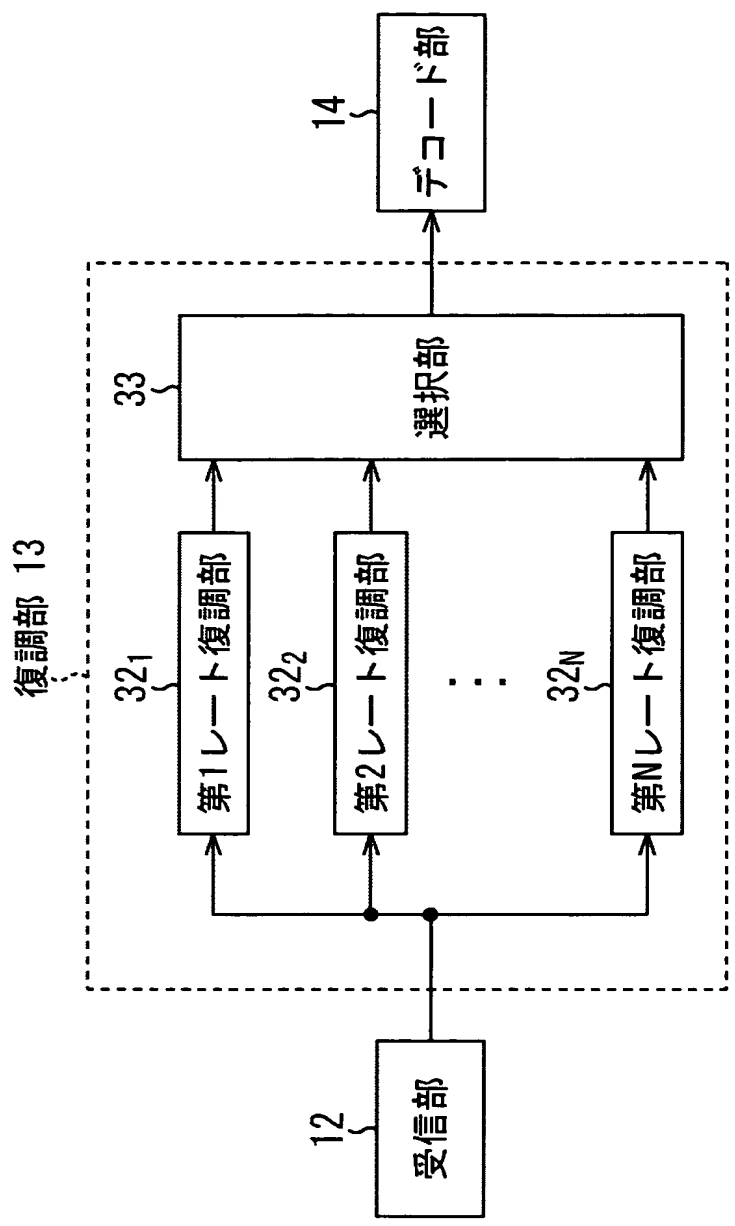 復調部 13
12
受信部
32₁
第1レート復調部
32₂
第2レート復調部
...
32N
第Nレート復調部
33
選択部
14
デコード部